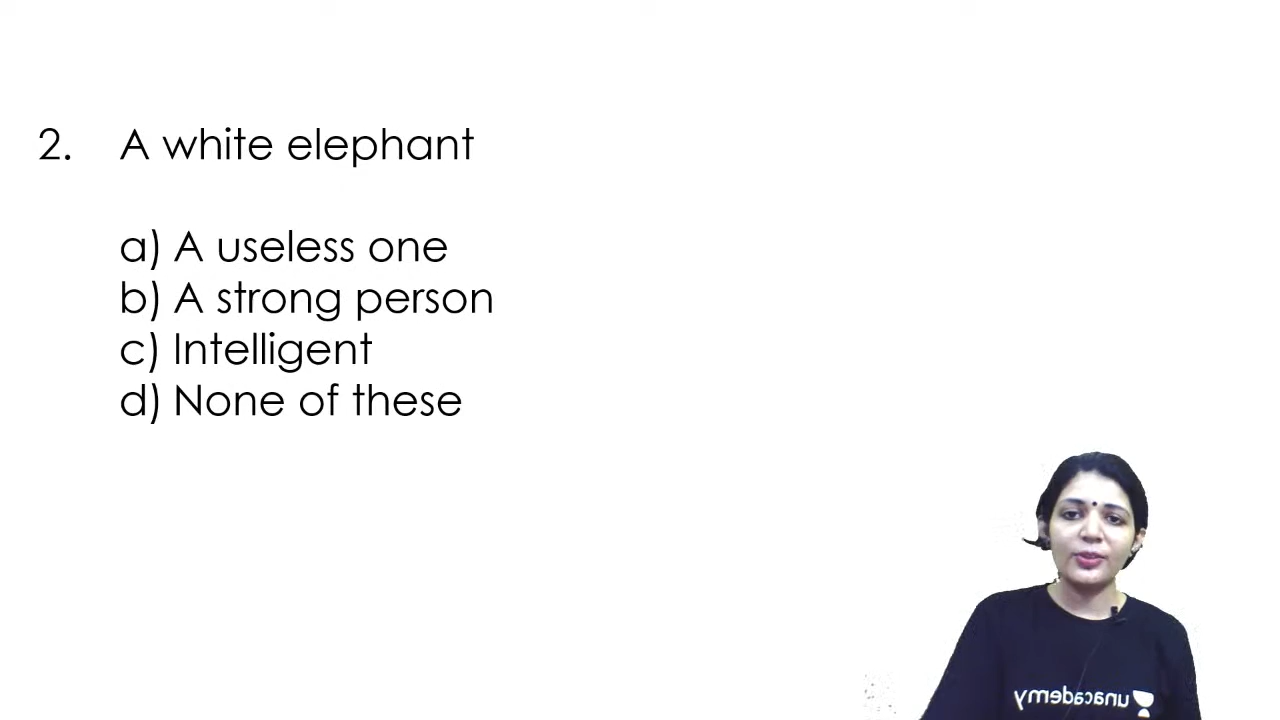 2. A white elephant
a) A useless one
b) A strong person
c) Intelligent
d) None of these
unacademy